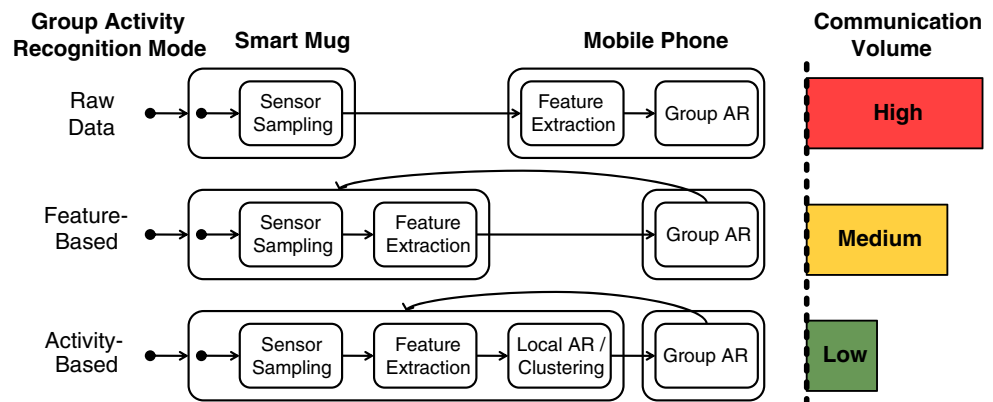 Group Activity
Recognition Mode
Smart Mug
Mobile Phone
Communication
Volume
Raw
Data
Sensor
Sampling
Feature
Extraction
Group AR
High
Feature-
Based
Sensor
Sampling
Feature
Extraction
Group AR
Medium
Activity-
Based
Sensor
Sampling
Feature
Extraction
Local AR /
Clustering
Group AR
Low